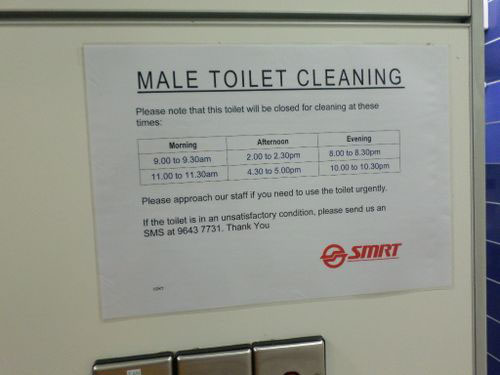 MALE TOILET CLEANING
Please note that this toilet will be closed for cleaning at these
times:
Morning Afternoon Evening
9.00 to 9.30am 2.00 to 2.30pm 8.00 to 8.30pm
11.00 to 11.30am 4.30 to 5.00pm 10.00 to 10.30pm
Please approach our staff if you need to use the toilet urgently.
If the toilet is in an unsatisfactory condition, please send us an
SMS at 9643 7731. Thank You
SMRT